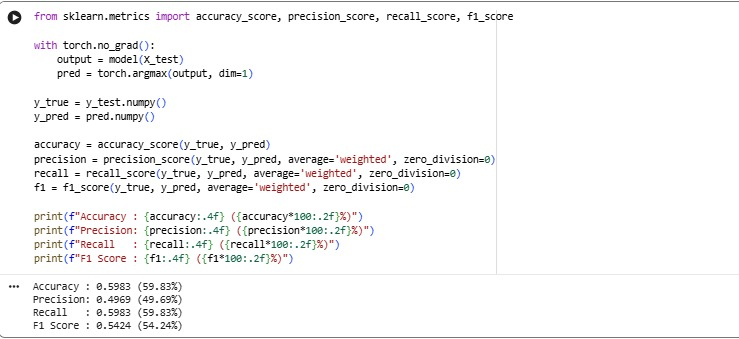 from sklearn.metrics import accuracy_score, precision_score, recall_score, f1_score

with torch.no_grad():
    output = model(X_test)
    pred = torch.argmax(output, dim=1)

y_true = y_test.numpy()
y_pred = pred.numpy()

accuracy = accuracy_score(y_true, y_pred)
precision = precision_score(y_true, y_pred, average='weighted', zero_division=0)
recall = recall_score(y_true, y_pred, average='weighted', zero_division=0)
f1 = f1_score(y_true, y_pred, average='weighted', zero_division=0)

print(f"Accuracy : {accuracy:.4f} ({accuracy*100:.2f}%)")
print(f"Precision: {precision:.4f} ({precision*100:.2f}%)")
print(f"Recall   : {recall:.4f} ({recall*100:.2f}%)")
print(f"F1 Score : {f1:.4f} ({f1*100:.2f}%)")

Accuracy : 0.5983 (59.83%)
Precision: 0.4969 (49.69%)
Recall   : 0.5983 (59.83%)
F1 Score : 0.5424 (54.24%)